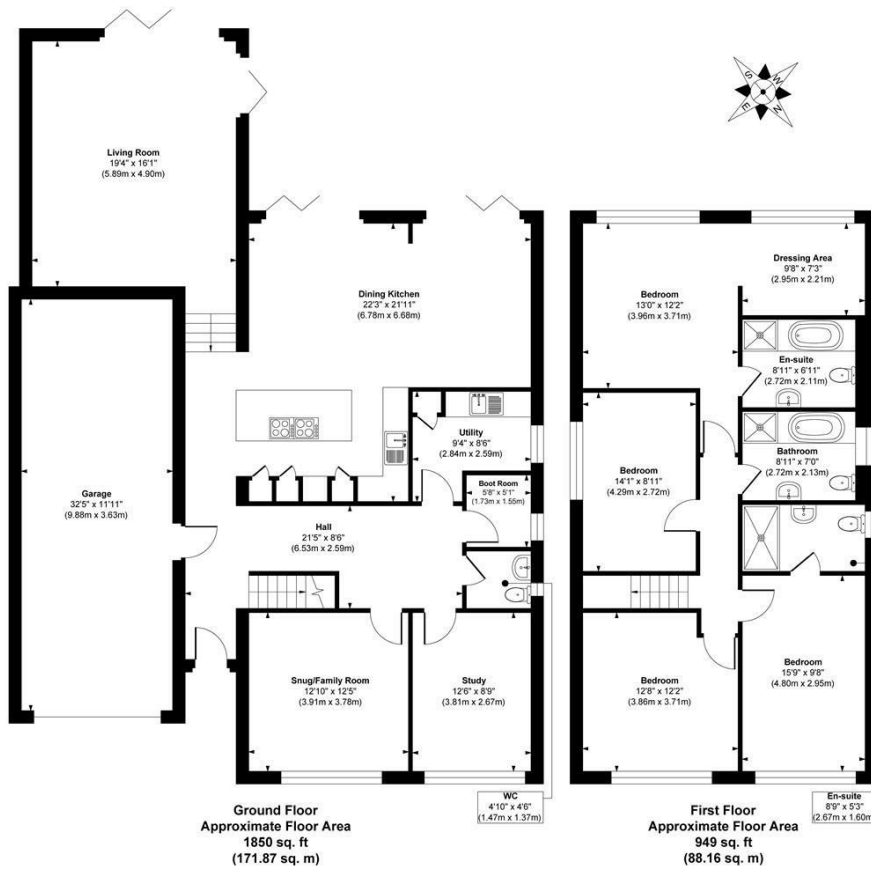 Living Room
19'4" x 16'1"
(5.89m x 4.90m)
S
W
E
N
Dining Kitchen
22'3" x 21'11"
(6.78m x 6.68m)
Utility
9'4" x 8'6"
(2.84m x 2.59m)
Boot Room
5'8" x 5'1"
(1.73m x 1.55m)
Garage
32'5" x 11'11"
(9.88m x 3.63m)
Hall
21'5" x 8'6"
(6.53m x 2.59m)
Snug/Family Room
12'10" x 12'5"
(3.91m x 3.78m)
Study
12'6" x 8'9"
(3.81m x 2.67m)
WC
4'10" x 4'6"
(1.47m x 1.37m)
Ground Floor
Approximate Floor Area
1850 sq. ft
(171.87 sq. m)
Bedroom
13'0" x 12'2"
(3.96m x 3.71m)
Dressing Area
9'8" x 7'3"
(2.95m x 2.21m)
En-suite
8'11" x 6'11"
(2.72m x 2.11m)
Bathroom
8'11" x 7'0"
(2.72m x 2.13m)
Bedroom
14'1" x 8'11"
(4.29m x 2.72m)
Bedroom
12'8" x 12'2"
(3.86m x 3.71m)
Bedroom
15'9" x 9'8"
(4.80m x 2.95m)
En-suite
8'9" x 5'3"
(2.67m x 1.60m)
First Floor
Approximate Floor Area
949 sq. ft
(88.16 sq. m)